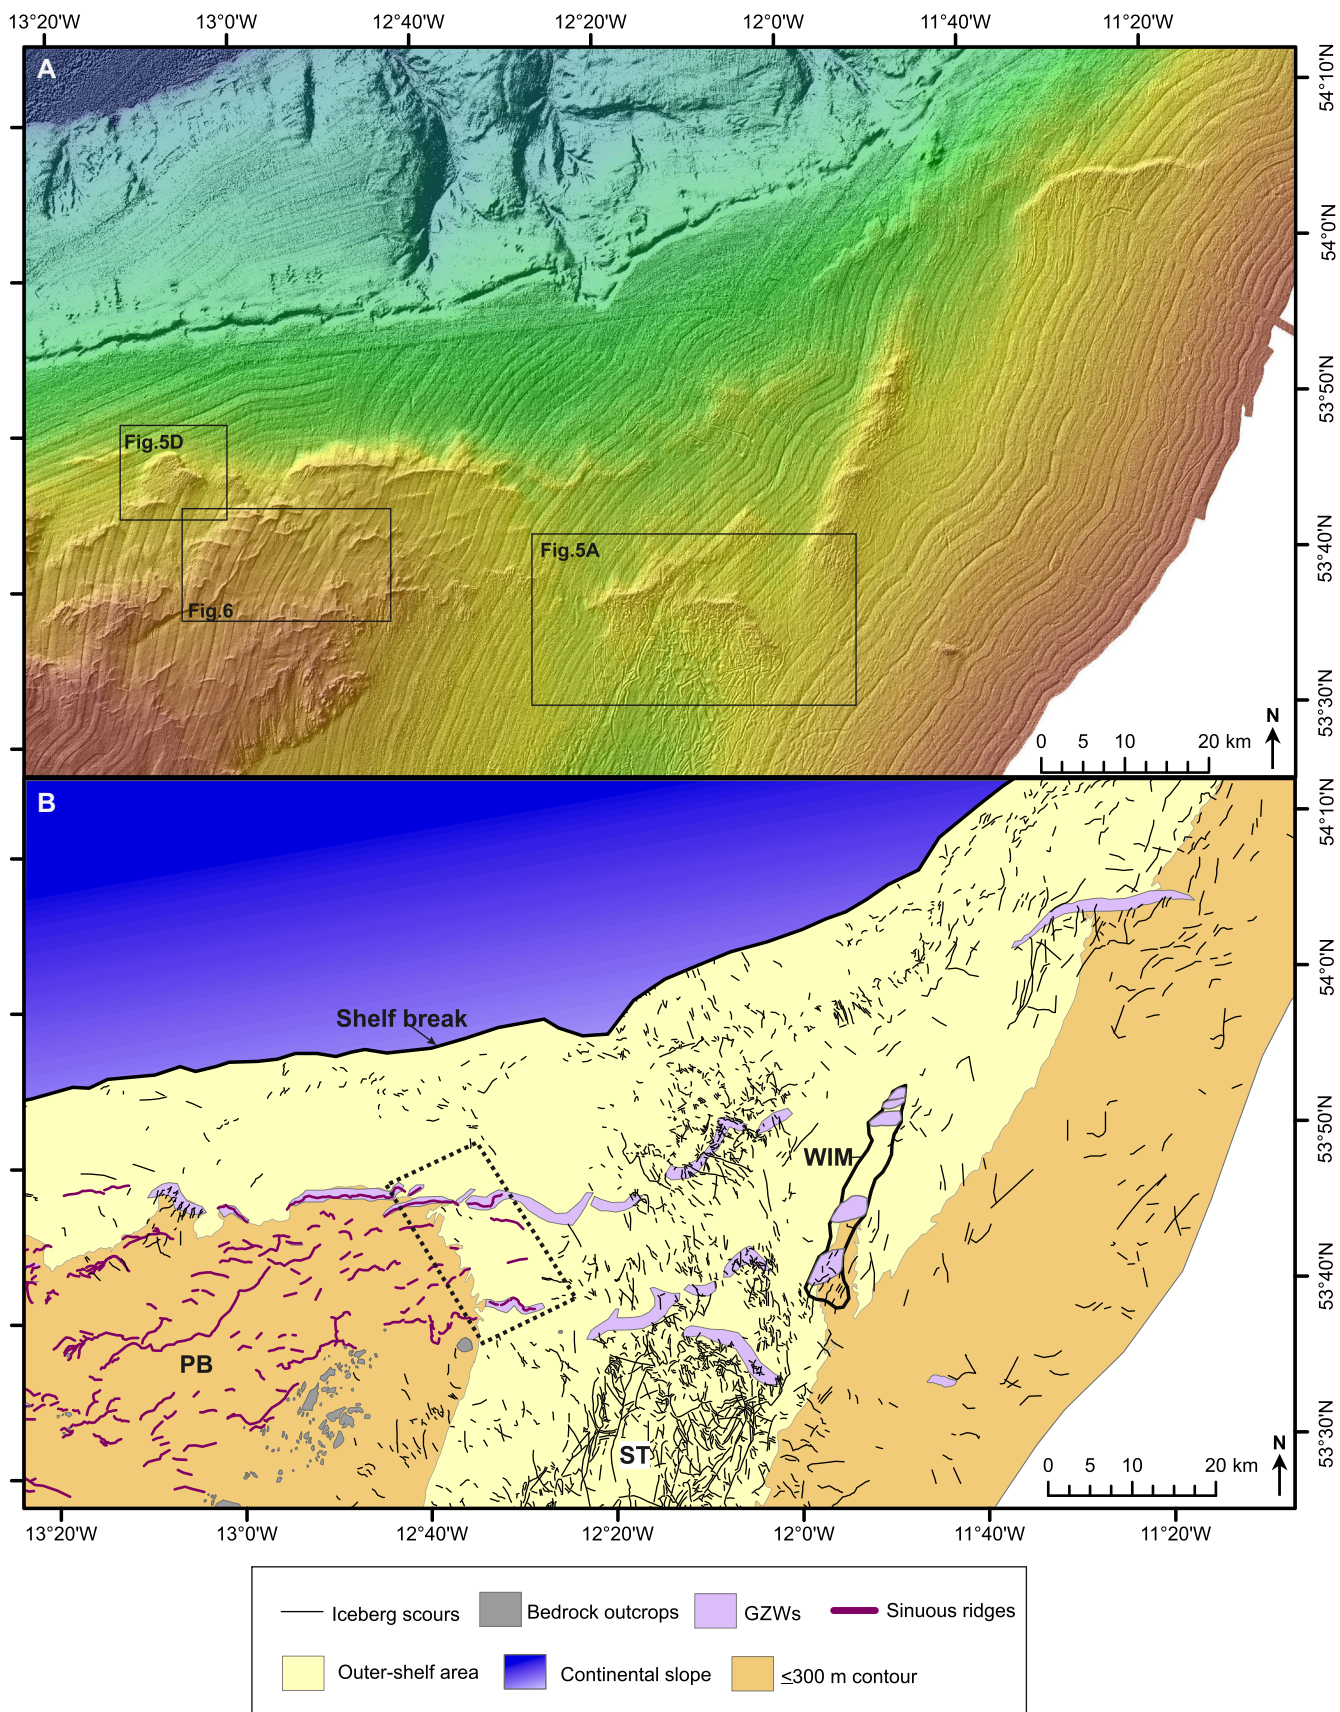 13°20'W 13°0'W 12°40'W 12°20'W 12°0'W 11°40'W 11°20'W
A
54°10'N
54°0'N
53°50'N
Fig.5D
53°40'N
Fig.5A
Fig.6
53°30'N
N
0 5 10 20 km
B
54°10'N
54°0'N
Shelf break
53°50'N
WIM
53°40'N
PB
53°30'N
ST
N
0 5 10 20 km
13°20'W 13°0'W 12°40'W 12°20'W 12°0'W 11°40'W 11°20'W
Iceberg scours Bedrock outcrops GZWs Sinuous ridges
Outer-shelf area Continental slope ≤300 m contour